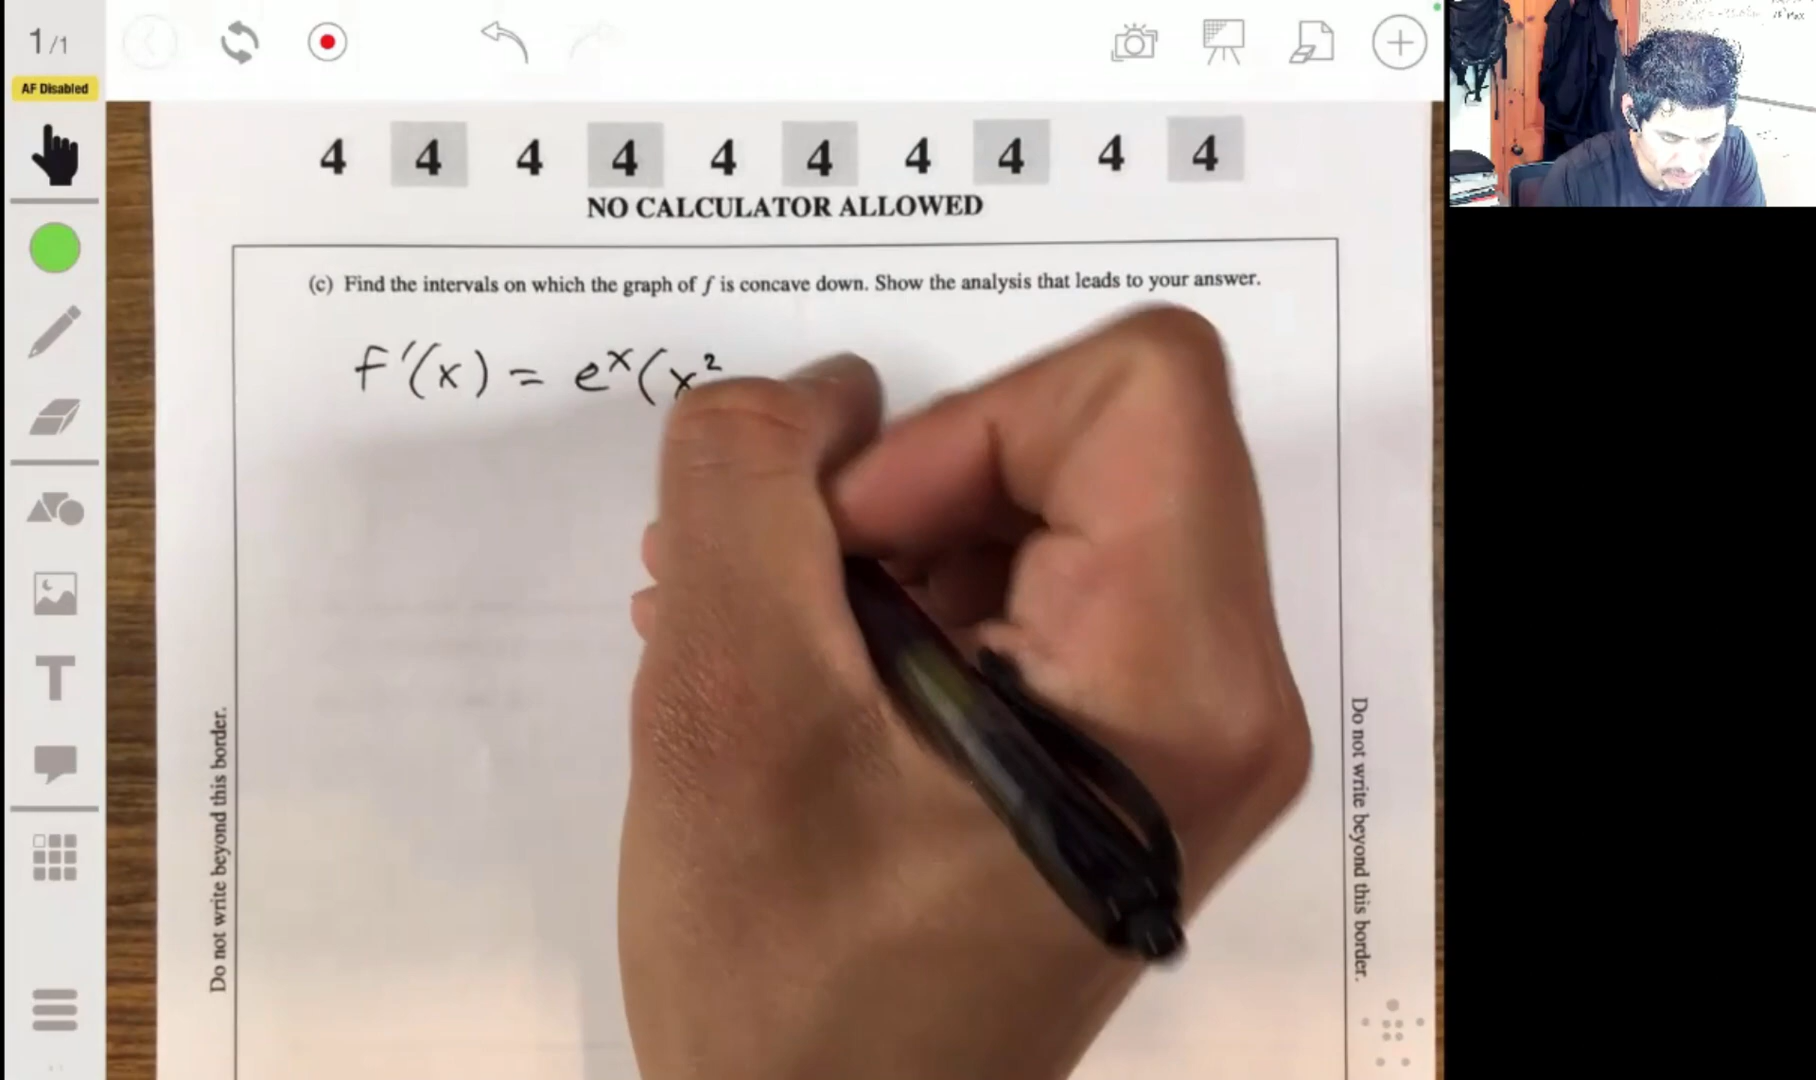 1/1
AF Disabled
4 4 4 4 4 4 4 4 4 4
NO CALCULATOR ALLOWED
(c) Find the intervals on which the graph of f is concave down. Show the analysis that leads to your answer.
f'(x) = eˣ(x²
Do not write beyond this border.
Do not write beyond this border.
T